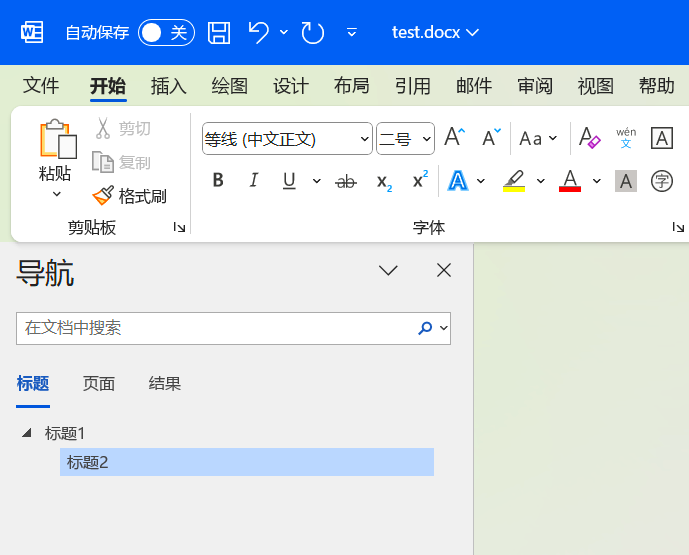 自动保存 关 test.docx
文件 开始 插入 绘图 设计 布局 引用 邮件 审阅 视图 帮助
粘贴
剪切
复制
格式刷
剪贴板
等线 (中文正文) 二号 A A Aa A wén 文 A
B I U ab x₂ x² A A A 字
字体
导航
在文档中搜索
标题 页面 结果
标题1
标题2